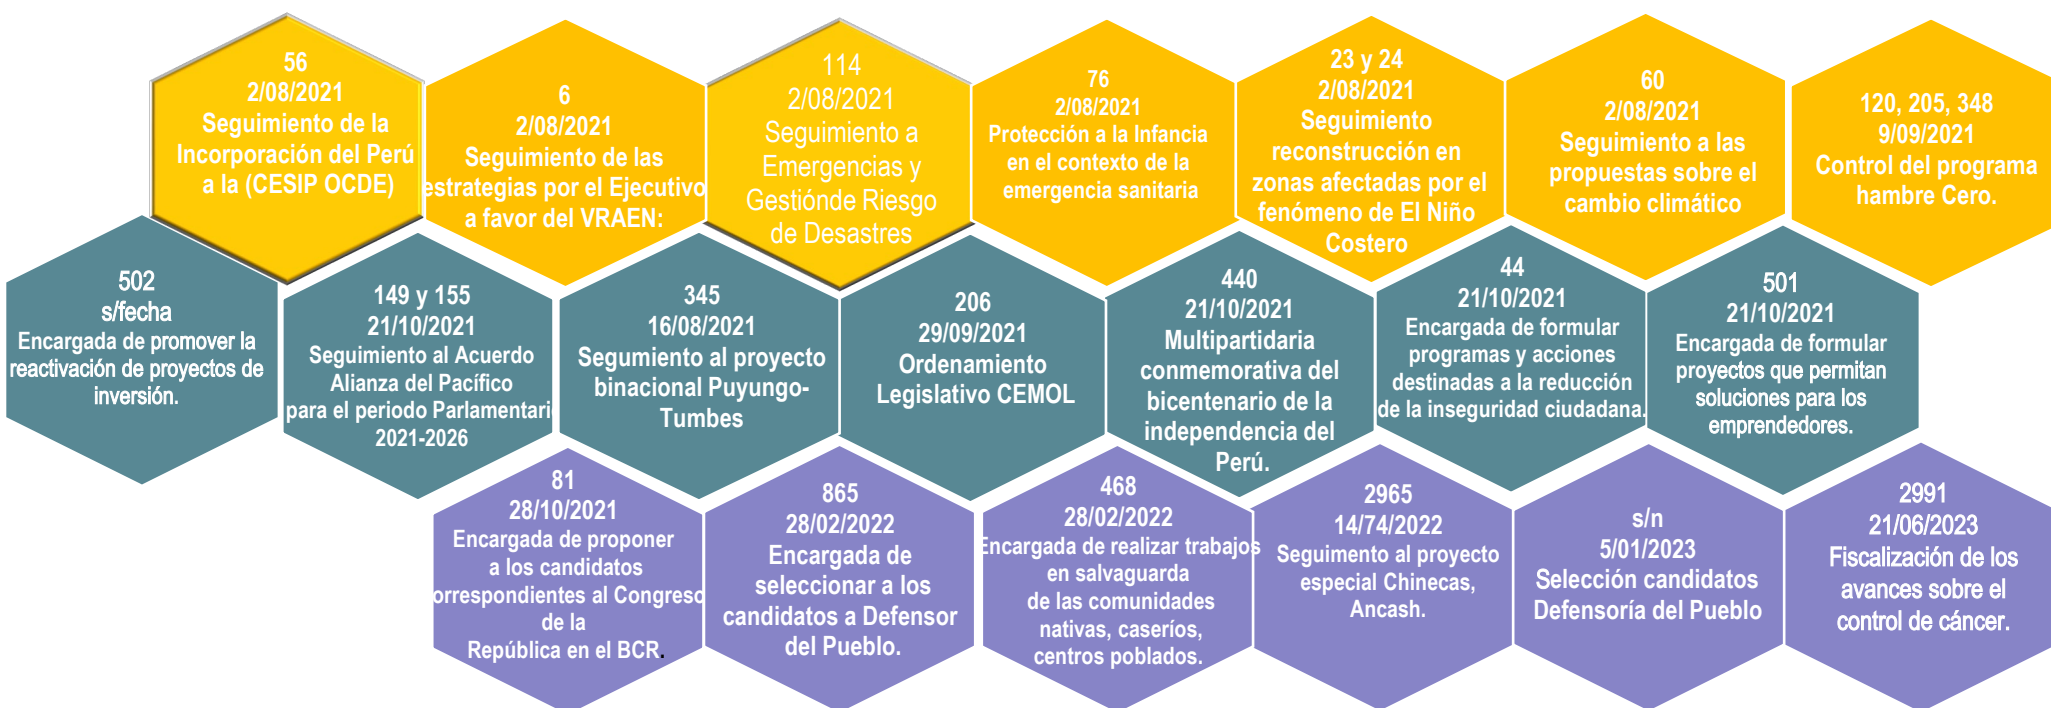 56
2/08/2021
Seguimiento de la
Incorporación del Perú
a la (CESIP OCDE)
6
2/08/2021
Seguimiento de las
estrategias por el Ejecutivo
a favor del VRAEN:
114
2/08/2021
Seguimiento a
Emergencias y
Gestiónde Riesgo
de Desastres
76
2/08/2021
Protección a la Infancia
en el contexto de la
emergencia sanitaria
23 y 24
2/08/2021
Seguimiento
reconstrucción en
zonas afectadas por el
fenómeno de El Niño
Costero
60
2/08/2021
Seguimiento a las
propuestas sobre el
cambio climático
120, 205, 348
9/09/2021
Control del programa
hambre Cero.
502
s/fecha
Encargada de promover la
reactivación de proyectos de
inversión.
149 y 155
21/10/2021
Seguimiento al Acuerdo
Alianza del Pacífico
para el periodo Parlamentari
2021-2026
345
16/08/2021
Segumiento al proyecto
binacional Puyungo-
Tumbes
206
29/09/2021
Ordenamiento
Legislativo CEMOL
440
21/10/2021
Multipartidaria
conmemorativa del
bicentenario de la
independencia del
Perú.
44
21/10/2021
Encargada de formular
programas y acciones
destinadas a la reducción
de la inseguridad ciudadana.
501
21/10/2021
Encargada de formular
proyectos que permitan
soluciones para los
emprendedores.
81
28/10/2021
Encargada de proponer
a los candidatos
orrespondientes al Congreso
de la
República en el BCR.
865
28/02/2022
Encargada de
seleccionar a los
candidatos a Defensor
del Pueblo.
468
28/02/2022
Encargada de realizar trabajos
en salvaguarda
de las comunidades
nativas, caseríos,
centros poblados.
2965
14/74/2022
Seguimento al proyecto
especial Chinecas,
Ancash.
s/n
5/01/2023
Selección candidatos
Defensoría del Pueblo
2991
21/06/2023
Fiscalización de los
avances sobre el
control de cáncer.